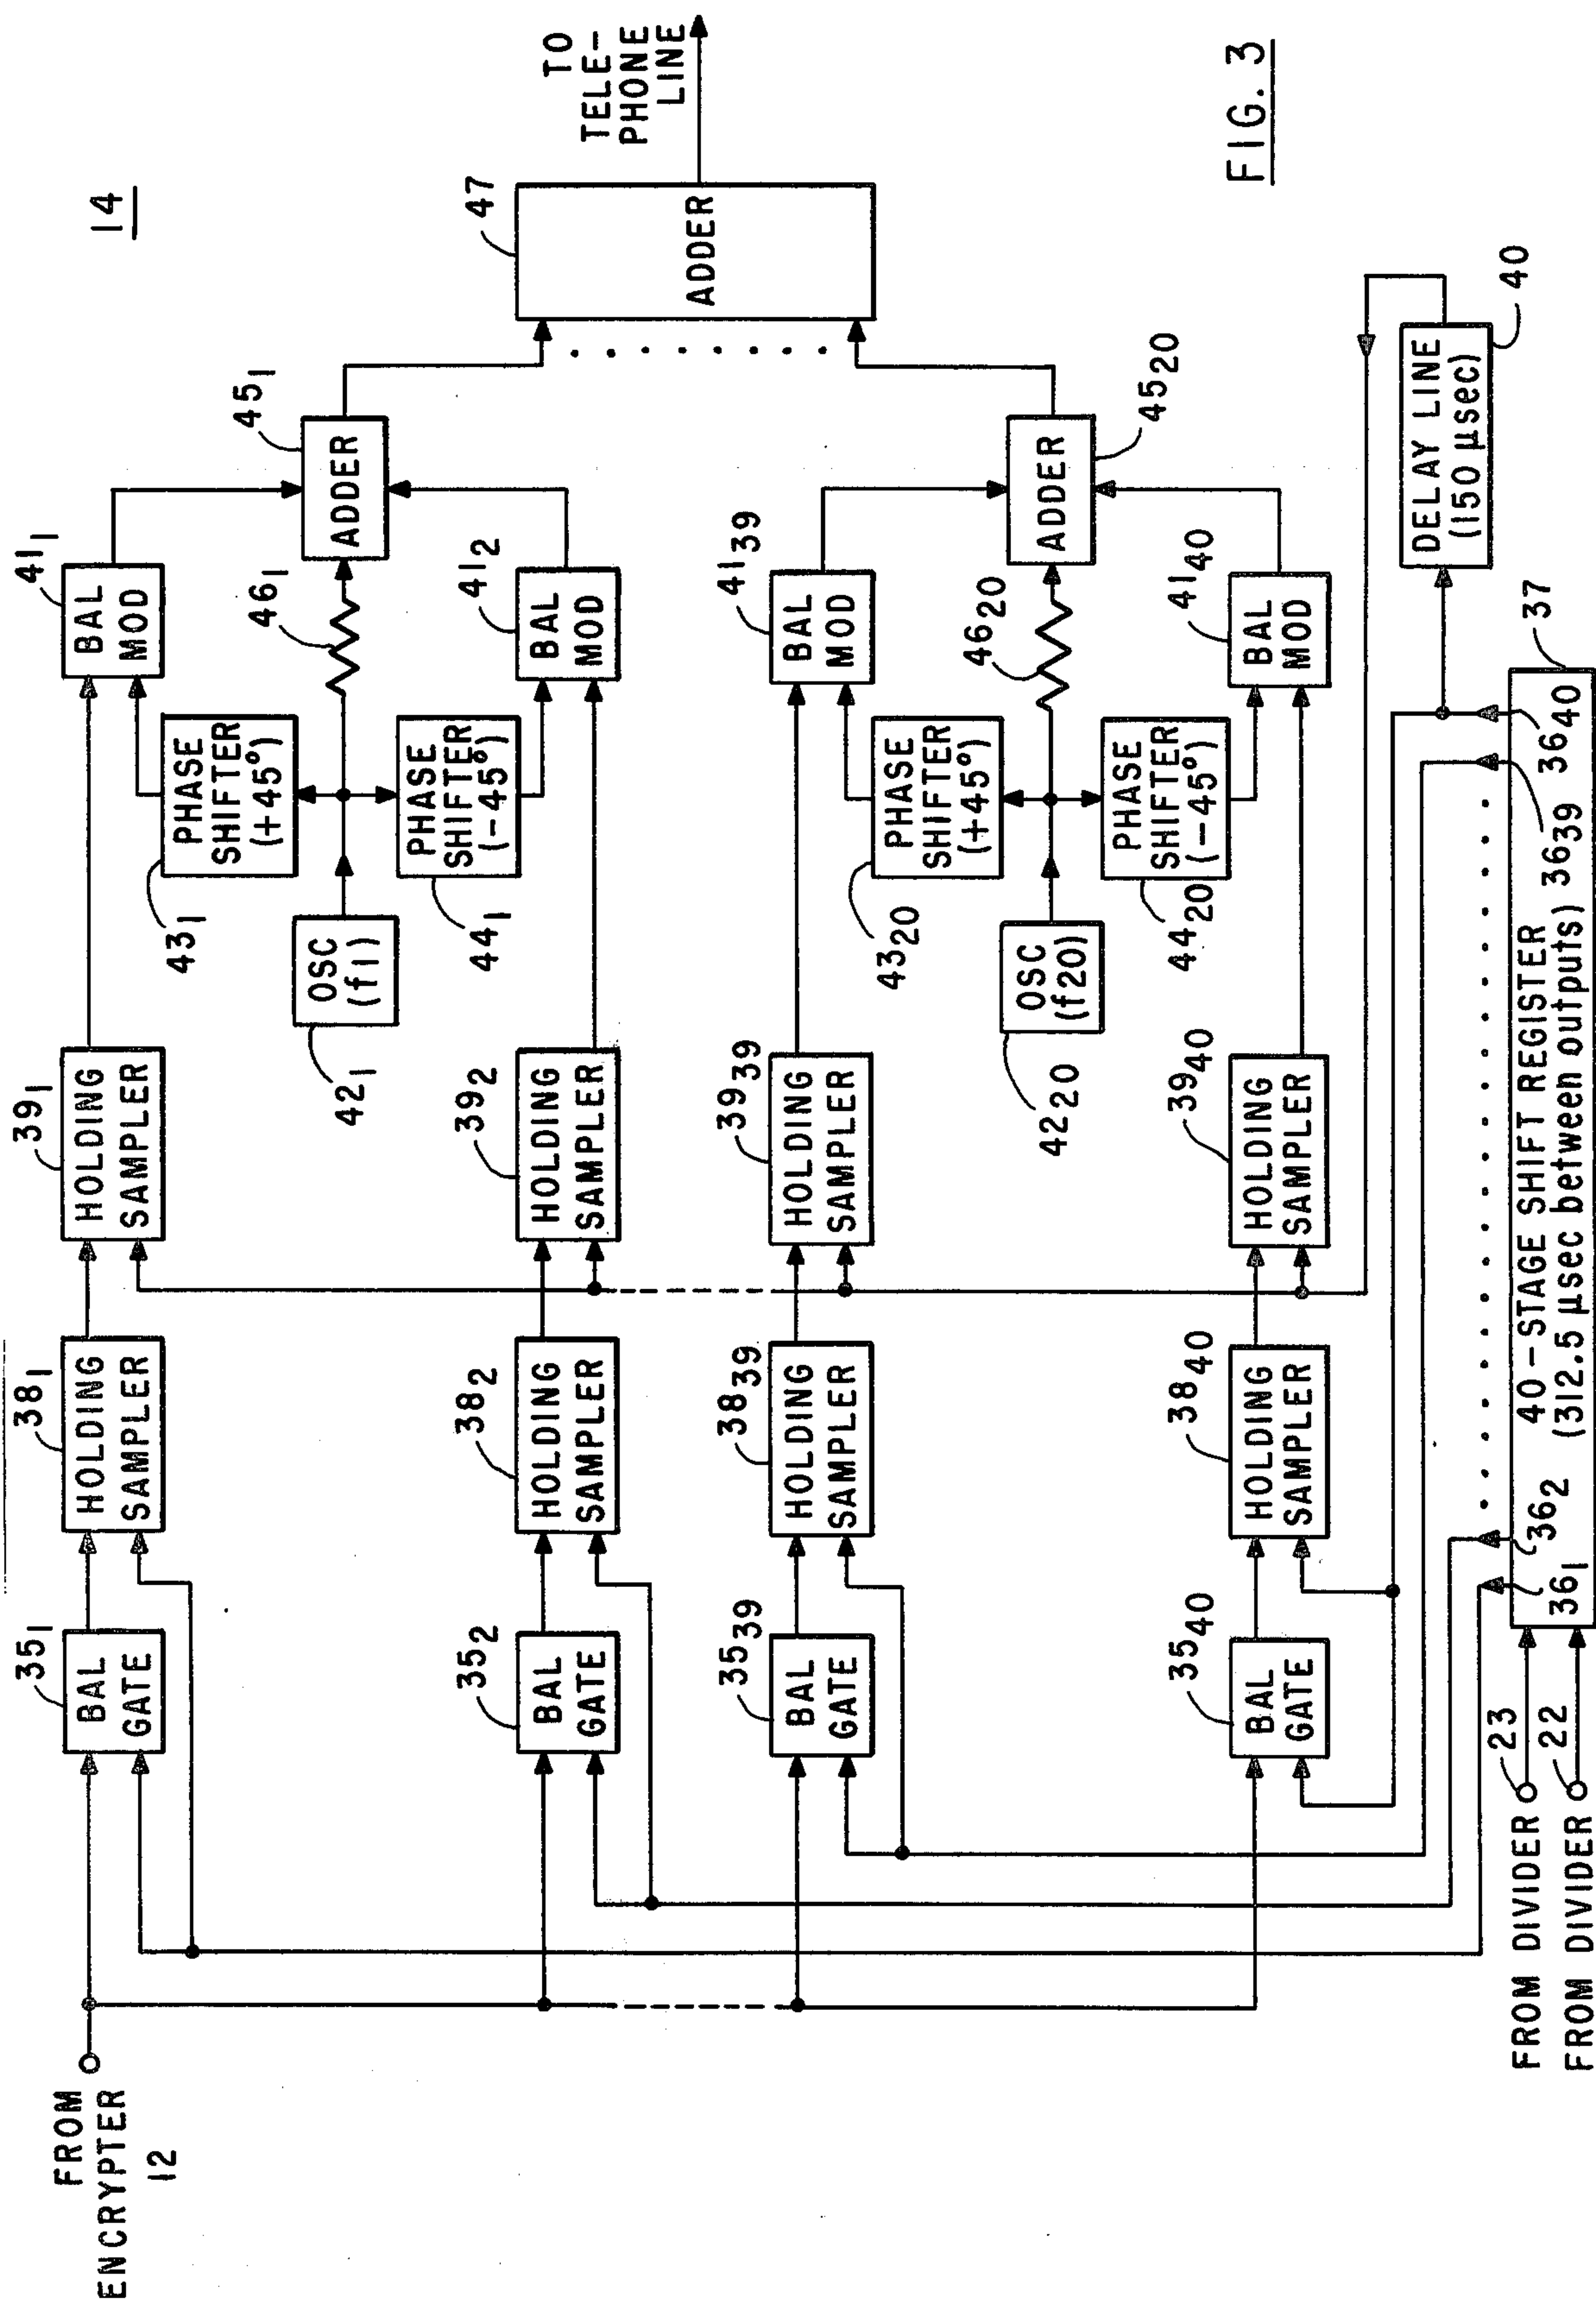 14
FROM
ENCRYPTER
12
35₁
BAL
GATE
38₁
HOLDING
SAMPLER
39₁
HOLDING
SAMPLER
41₁
BAL
MOD
43₁
PHASE
SHIFTER
(+45°)
42₁
OSC
(f1)
46₁
45₁
ADDER
44₁
PHASE
SHIFTER
(-45°)
35₂
BAL
GATE
38₂
HOLDING
SAMPLER
39₂
HOLDING
SAMPLER
41₂
BAL
MOD
47
ADDER
TO
TELE-
PHONE
LINE
35₃₉
BAL
GATE
38₃₉
HOLDING
SAMPLER
39₃₉
HOLDING
SAMPLER
41₃₉
BAL
MOD
43₂₀
PHASE
SHIFTER
(+45°)
42₂₀
OSC
(f20)
46₂₀
45₂₀
ADDER
44₂₀
PHASE
SHIFTER
(-45°)
35₄₀
BAL
GATE
38₄₀
HOLDING
SAMPLER
39₄₀
HOLDING
SAMPLER
41₄₀
BAL
MOD
DELAY LINE
(150 μsec)
40
FROM DIVIDER 23
FROM DIVIDER 22
36₁
36₂
40-STAGE SHIFT REGISTER
(312.5 μsec between outputs)
36₃₉
36₄₀
37
FIG. 3